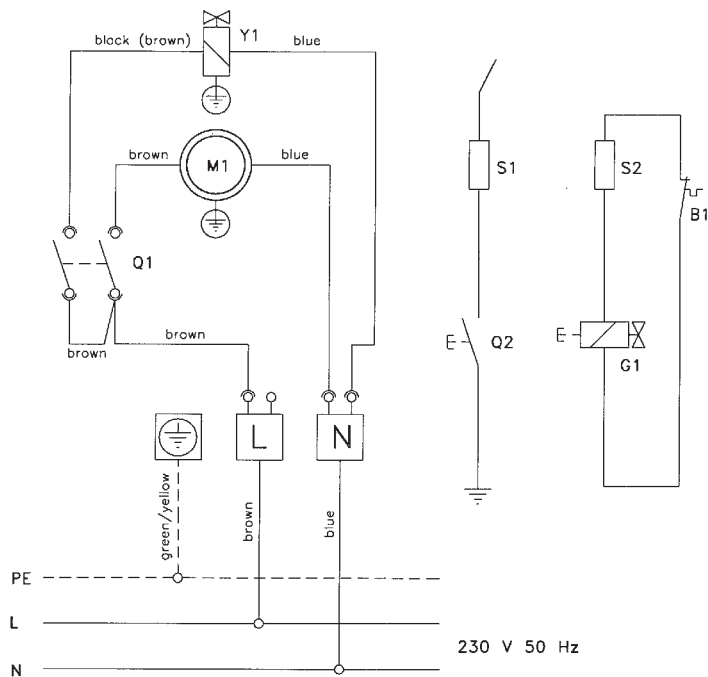 black (brown)
Y1
blue
brown
M1
blue
S1
S2
B1
Q1
brown
brown
E
Q2
E
G1
L
N
green/yellow
brown
blue
PE
L
N
230 V 50 Hz